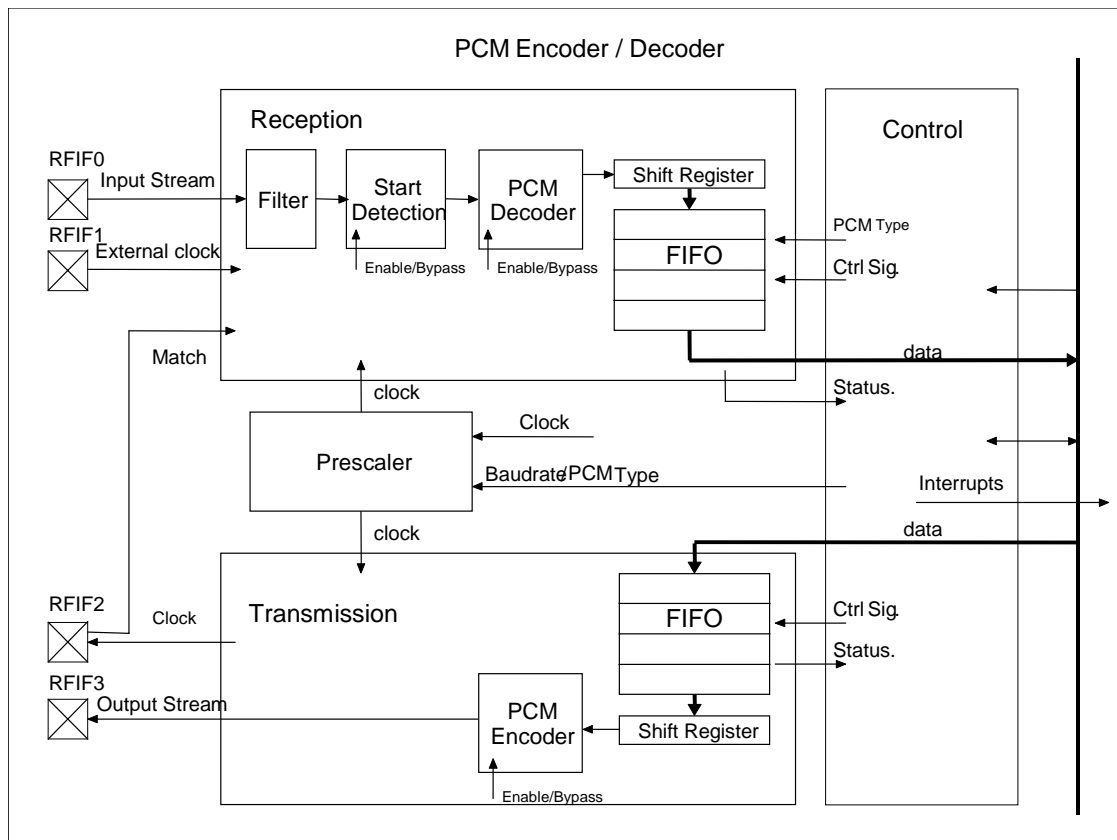 PCM Encoder / Decoder
Reception
Control
RFIF0
Input Stream
Filter
Start
Detection
PCM
Decoder
Shift Register
RFIF1
External clock
Enable/Bypass
Enable/Bypass
FIFO
PCM Type
Ctrl Sig.
Match
data
clock
Status.
Clock
Prescaler
Baudrate/PCM Type
Interrupts
clock
data
RFIF2
Clock
Transmission
FIFO
Ctrl Sig.
Status.
RFIF3
Output Stream
PCM
Encoder
Shift Register
Enable/Bypass